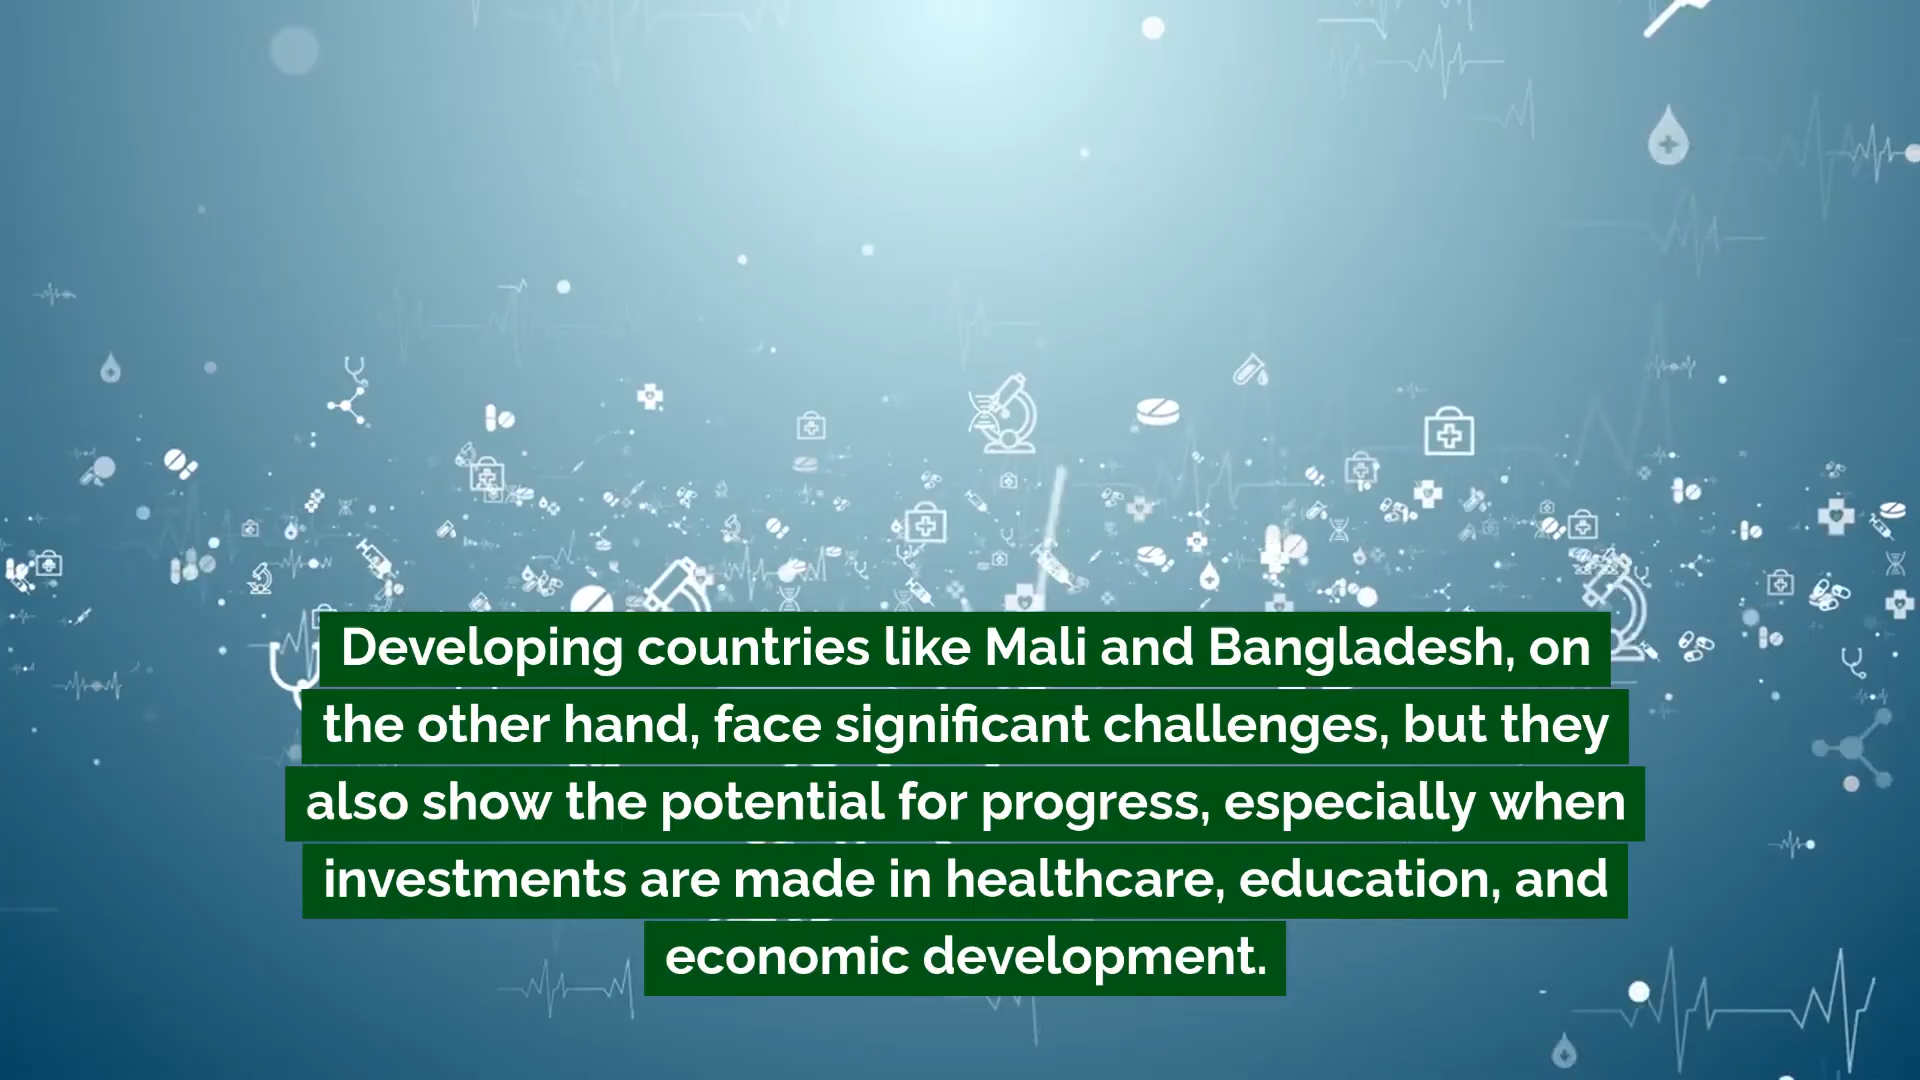 Developing countries like Mali and Bangladesh, on
the other hand, face significant challenges, but they
also show the potential for progress, especially when
investments are made in healthcare, education, and
economic development.